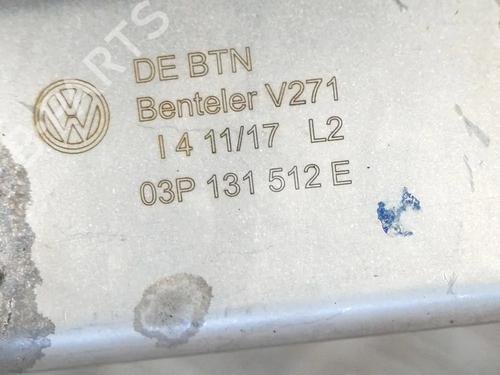 DE BTN
Benteler V271
I 4 11/17 L2
03P 131 512 E